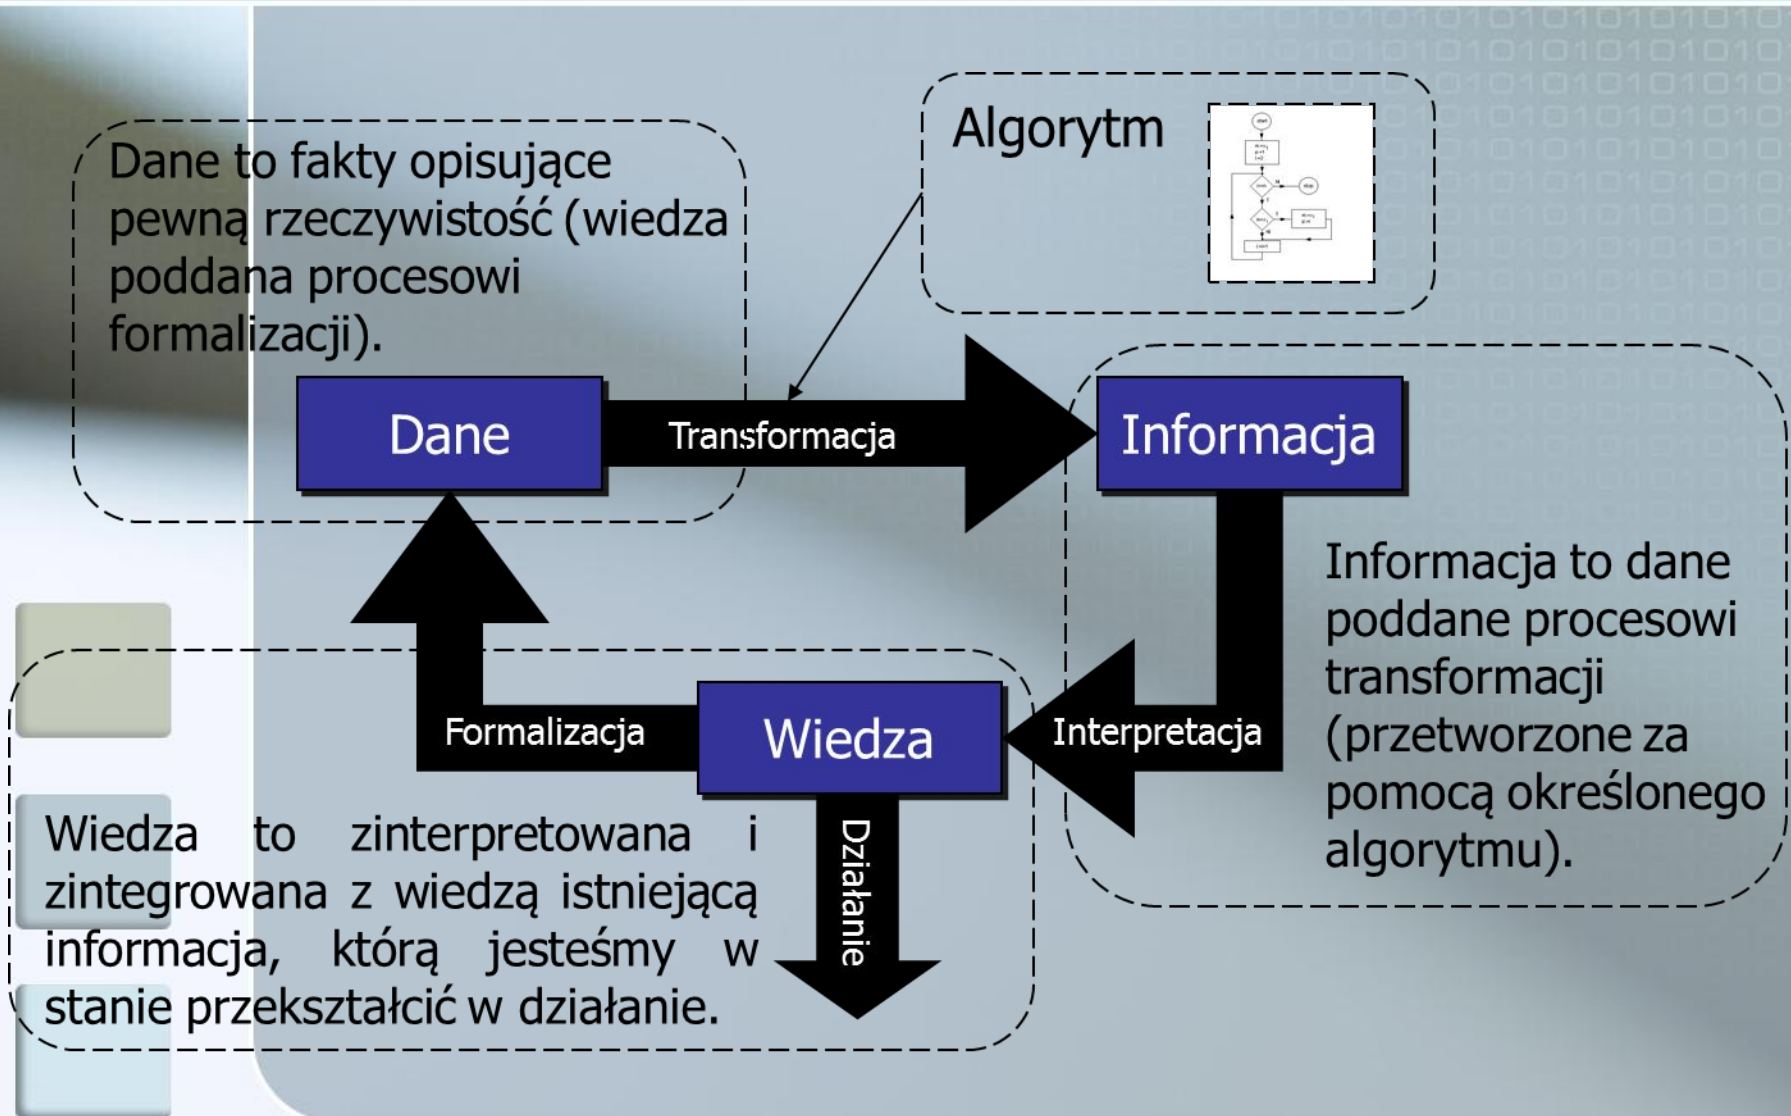 Algorytm
start
stop
Dane to fakty opisujące
pewną rzeczywistość (wiedza
poddana procesowi
formalizacji).
Dane
Transformacja
Informacja
Informacja to dane
poddane procesowi
transformacji
(przetworzone za
pomocą określonego
algorytmu).
Formalizacja
Wiedza
Interpretacja
Działanie
Wiedza to zinterpretowana i
zintegrowana z wiedzą istniejącą
informacja, którą jesteśmy w
stanie przekształcić w działanie.